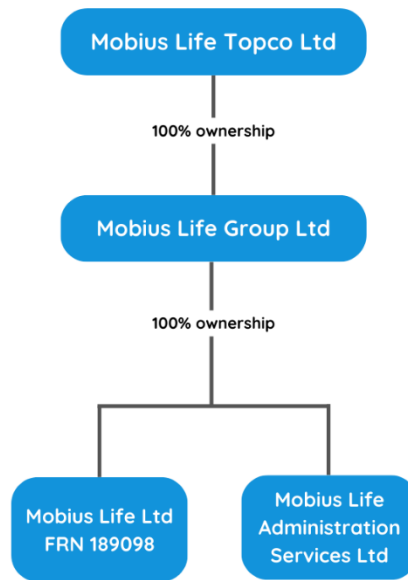 Mobius Life Topco Ltd
100% ownership
Mobius Life Group Ltd
100% ownership
Mobius Life Ltd
FRN 189098
Mobius Life
Administration
Services Ltd